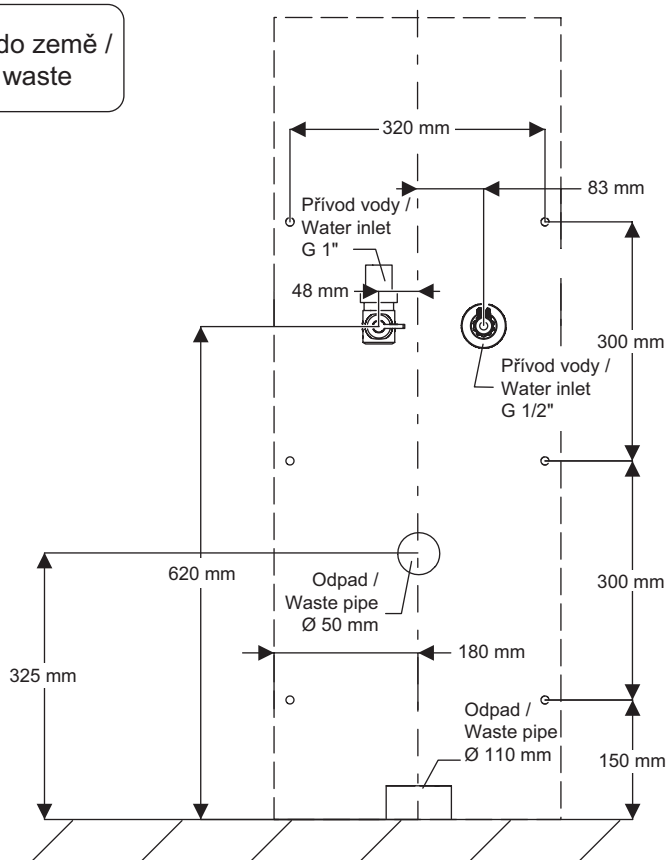 do země /
waste
320 mm
83 mm
Přívod vody /
Water inlet
G 1"
48 mm
300 mm
Přívod vody /
Water inlet
G 1/2"
620 mm
Odpad /
Waste pipe
Ø 50 mm
300 mm
180 mm
325 mm
Odpad /
Waste pipe
Ø 110 mm
150 mm